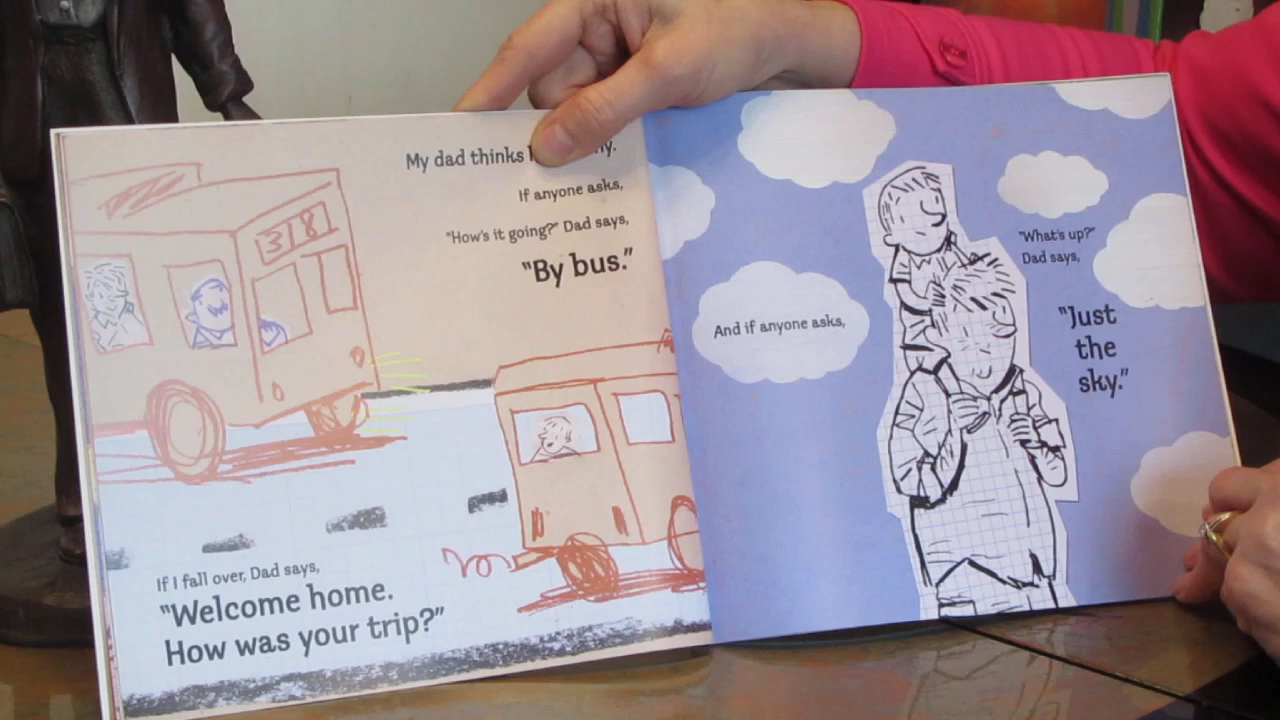 My dad thinks
If anyone asks,
"How's it going?" Dad says,
"By bus."
318
If I fall over, Dad says,
"Welcome home.
How was your trip?"
And if anyone asks,
"What's up?"
Dad says,
"Just
the
sky."